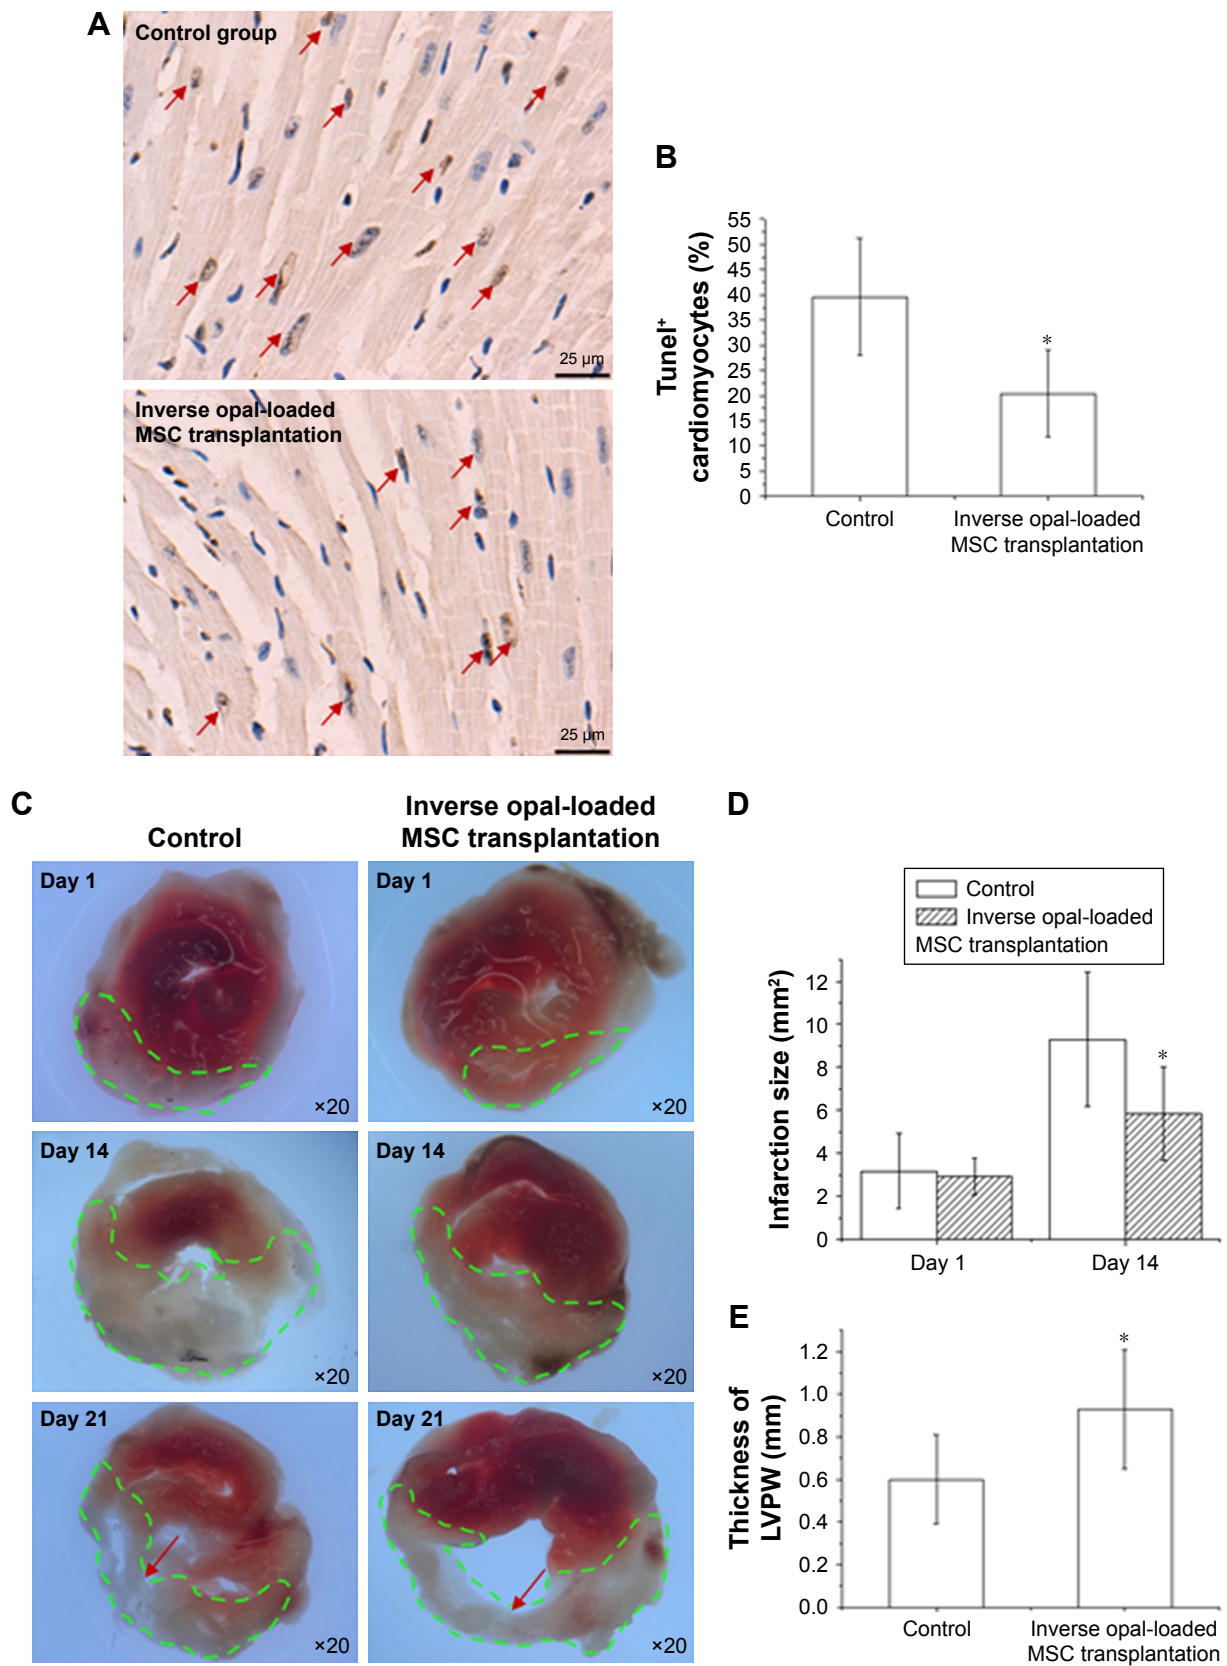 A
Control group
25 µm
Inverse opal-loaded
MSC transplantation
25 µm
B
Tunel⁺
cardiomyocytes (%)
55
50
45
40
35
30
25
20
15
10
5
0
*
Control
Inverse opal-loaded
MSC transplantation
C
Control
Inverse opal-loaded
MSC transplantation
Day 1
×20
Day 1
×20
Day 14
×20
Day 14
×20
Day 21
×20
Day 21
×20
D
Control
Inverse opal-loaded
MSC transplantation
Infarction size (mm²)
12
10
8
6
4
2
0
*
Day 1
Day 14
E
Thickness of
LVPW (mm)
1.2
1.0
0.8
0.6
0.4
0.2
0.0
*
Control
Inverse opal-loaded
MSC transplantation